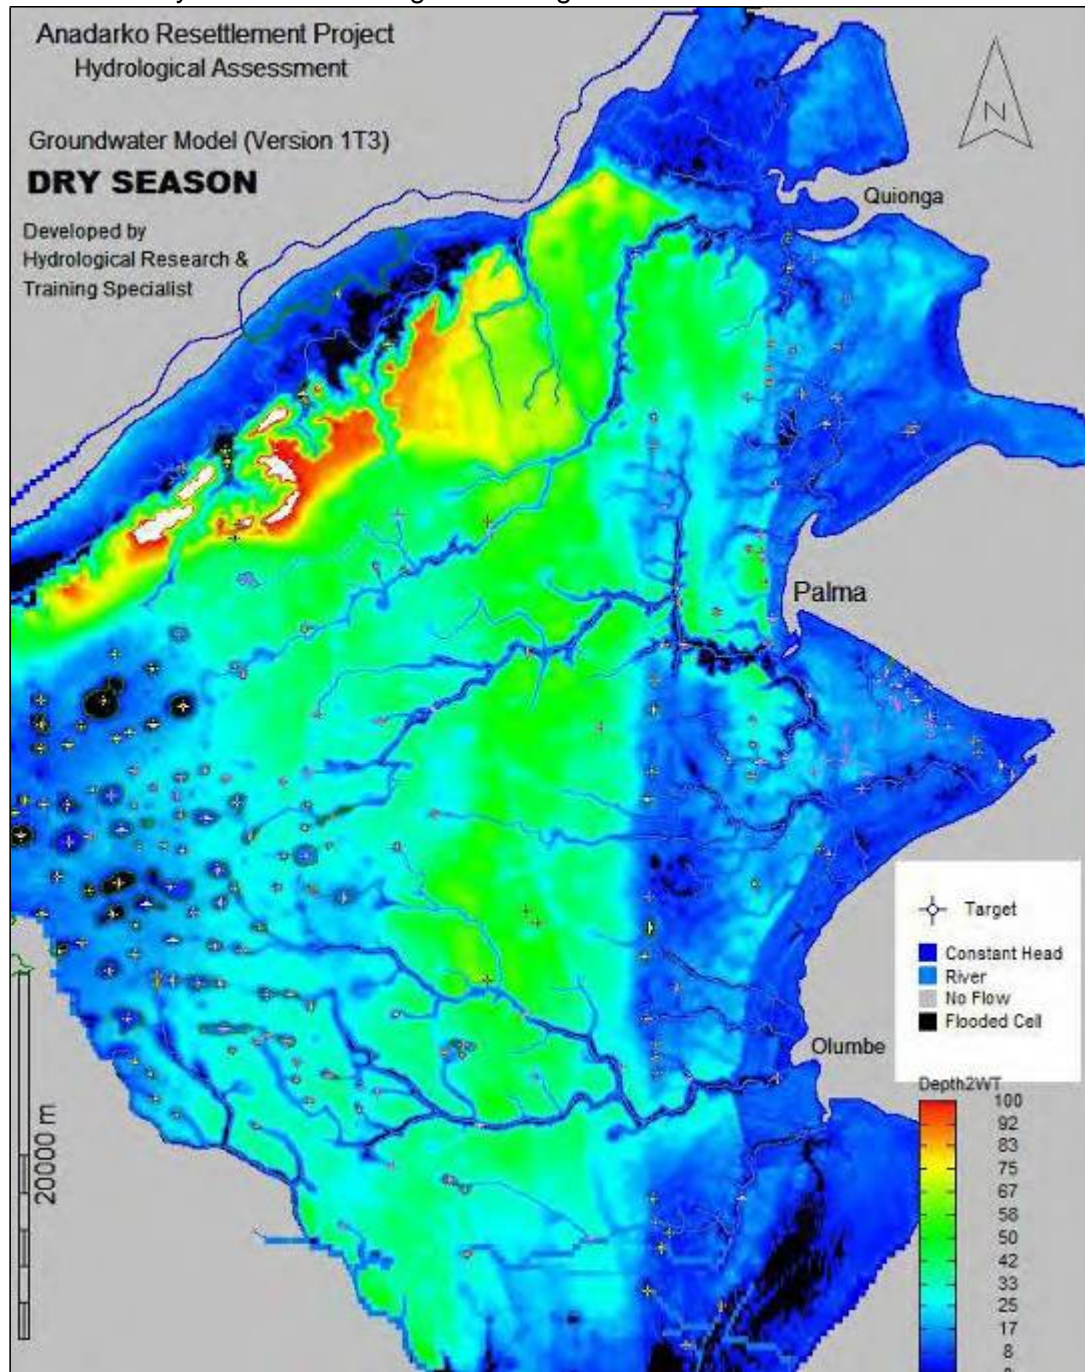 Anadarko Resettlement Project
Hydrological Assessment
Groundwater Model (Version 1T3)
DRY SEASON
Developed by
Hydrological Research &
Training Specialist
N
Quionga
Palma
Olumbe
Target
Constant Head
River
No Flow
Flooded Cell
Depth2WT
100
92
83
75
67
58
50
42
33
25
17
8
20000 m